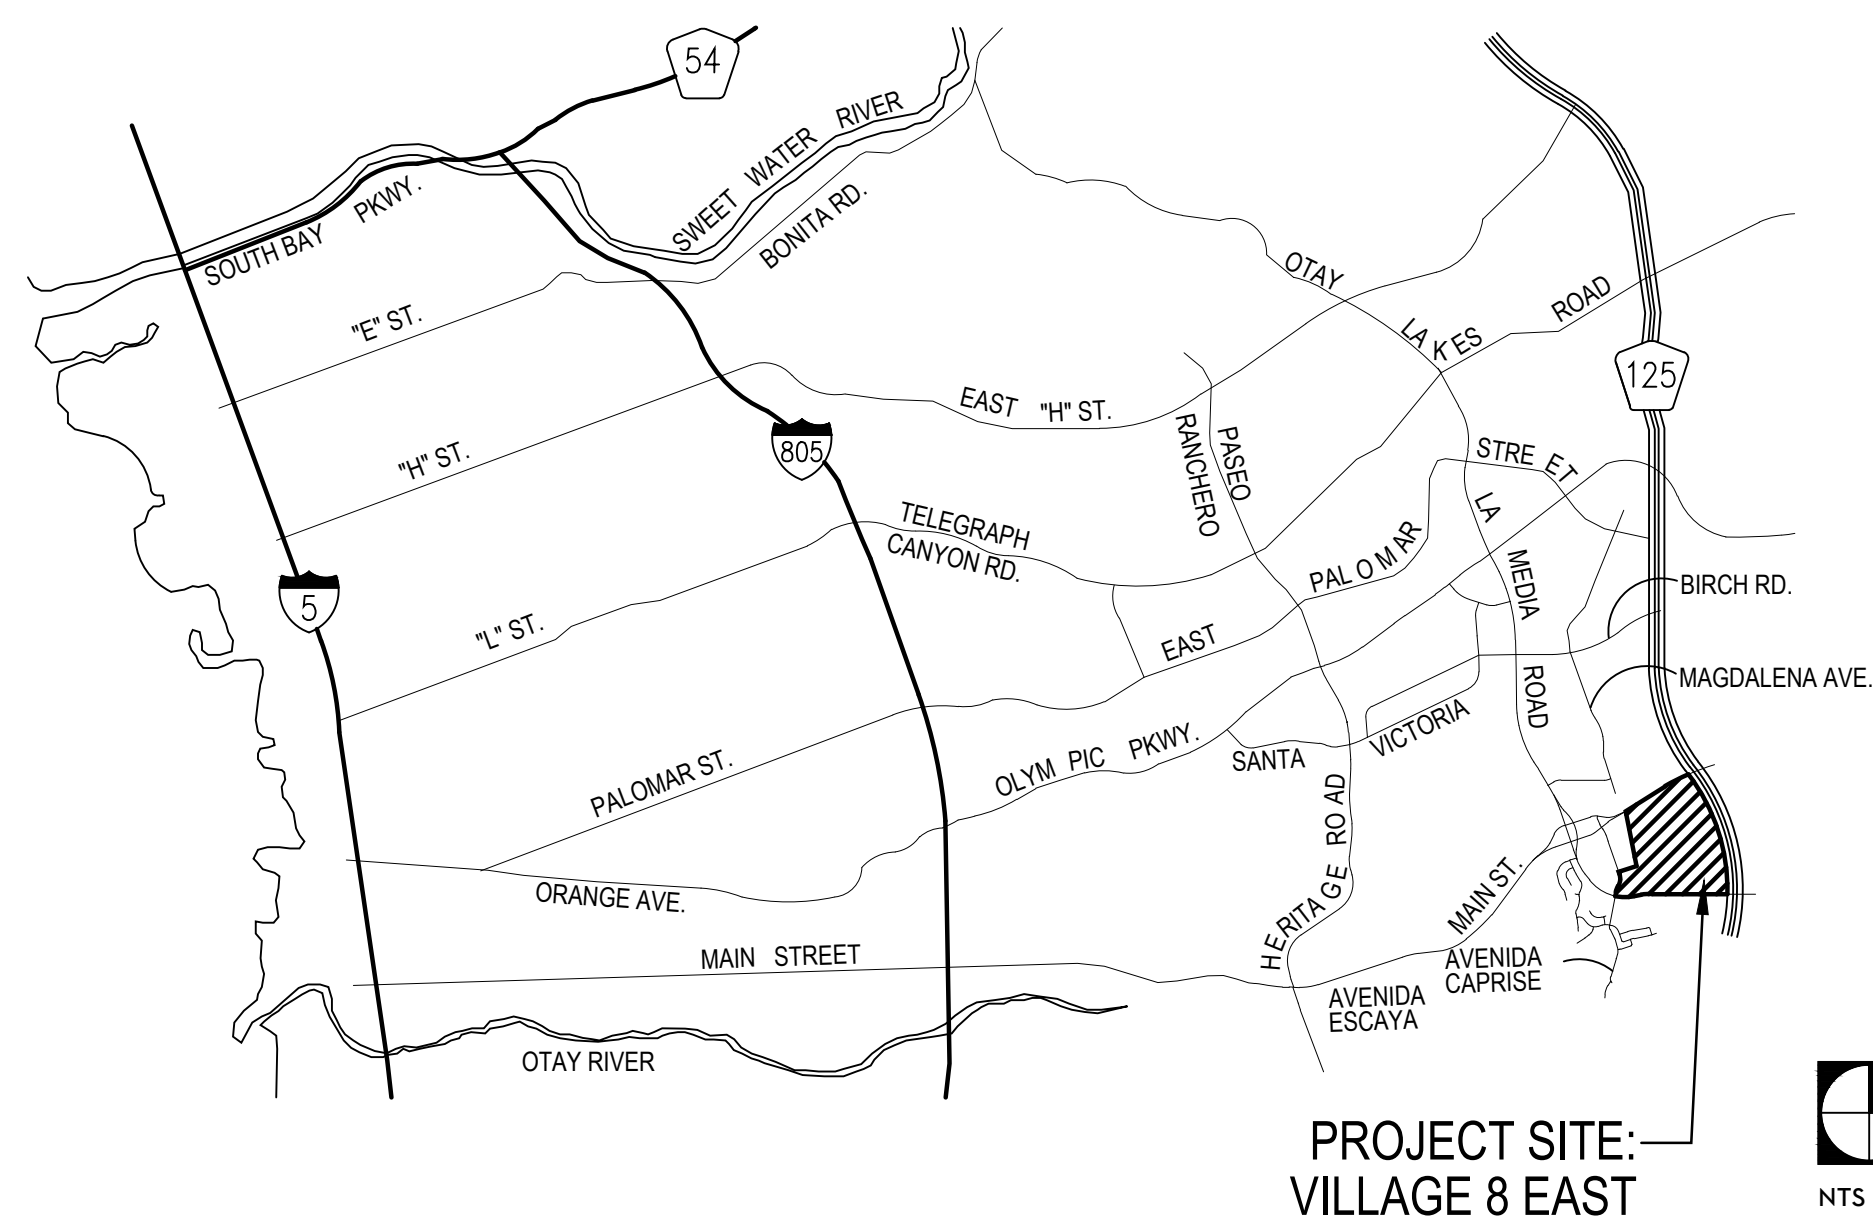 54
SWEET WATER RIVER
SOUTH BAY PKWY.
BONITA RD.
"E" ST.
OTAY LAKES ROAD
125
EAST "H" ST.
"H" ST.
805
PASEO
RANCHERO
STREET
TELEGRAPH
CANYON RD.
LA MEDIA ROAD
EAST PALOMAR
BIRCH RD.
5
"L" ST.
MAGDALENA AVE.
SANTA VICTORIA
OLYMPIC PKWY.
PALOMAR ST.
HERITAGE ROAD
ORANGE AVE.
MAIN ST.
MAIN STREET
AVENIDA
CAPRISE
AVENIDA
ESCAYA
OTAY RIVER
PROJECT SITE:
VILLAGE 8 EAST
NTS